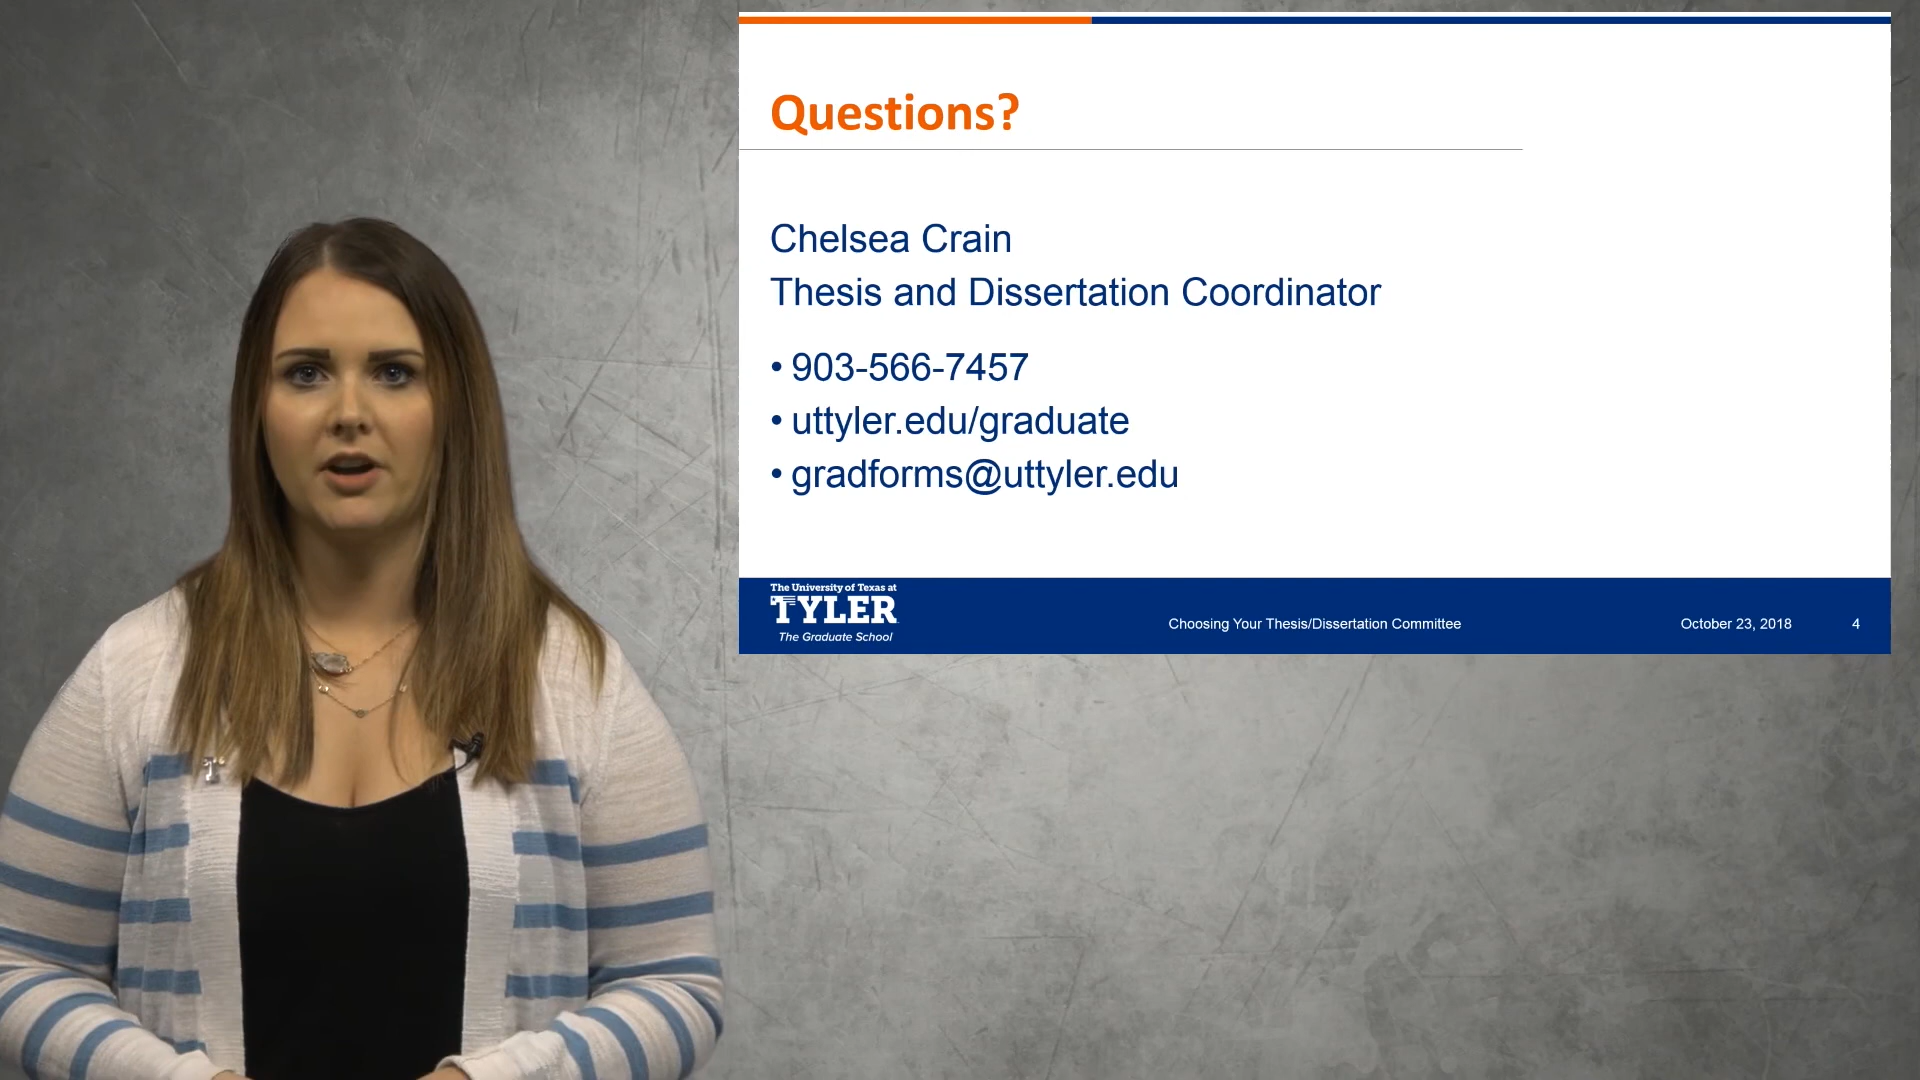 Questions?
Chelsea Crain
Thesis and Dissertation Coordinator
• 903-566-7457
• uttyler.edu/graduate
• gradforms@uttyler.edu
The University of Texas at
TYLER
The Graduate School
Choosing Your Thesis/Dissertation Committee
October 23, 2018
4